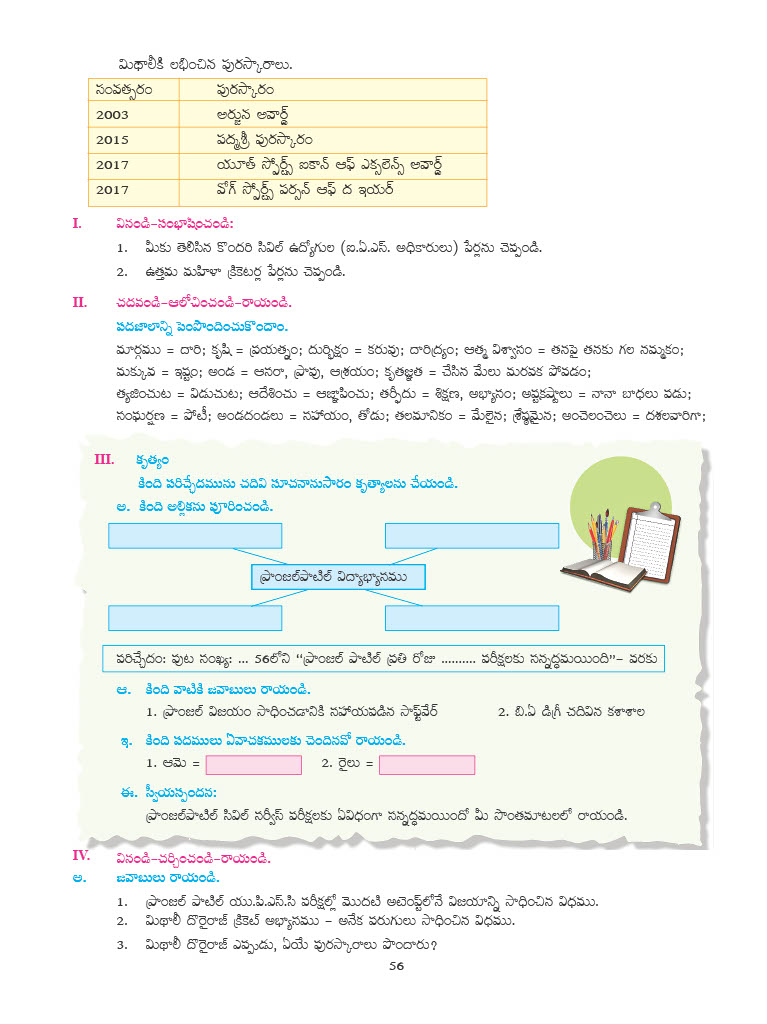 మిథాలీకి లభించిన పురస్కారాలు.
సంవత్సరం పురస్కారం
2003 అర్జున అవార్డ్
2015 పద్మశ్రీ పురస్కారం
2017 యూత్ స్పోర్ట్స్ ఐకాన్ ఆఫ్ ఎక్సలెన్స్ అవార్డ్
2017 వోగ్ స్పోర్ట్స్ పర్సన్ ఆఫ్ ద ఇయర్
I. వినండి-సంభాషించండి:
1. మీకు తెలిసిన కొందరి సివిల్ ఉద్యోగుల (ఐ.ఏ.ఎస్. అధికారులు) పేర్లను చెప్పండి.
2. ఉత్తమ మహిళా క్రికెటర్ల పేర్లను చెప్పండి.
II. చదవండి-ఆలోచించండి-రాయండి.
పదజాలాన్ని పెంపొందించుకొందాం.
మార్గము = దారి; కృషి = ప్రయత్నం; దుర్భిక్షం = కరువు; దారిద్ర్యం; ఆత్మ విశ్వాసం = తనపై తనకు గల నమ్మకం;
మక్కువ = ఇష్టం; అండ = ఆసరా, ప్రాపు, ఆశ్రయం; కృతజ్ఞత = చేసిన మేలు మరవక పోవడం;
త్యజించుట = విడుచుట; ఆదేశించు = ఆజ్ఞాపించు; తర్ఫీదు = శిక్షణ, అభ్యాసం; అష్టకష్టాలు = నానా బాధలు పడు;
సంఘర్షణ = పోటీ; అండదండలు = సహాయం, తోడు; తలమానికం = మేలైన; శ్రేష్ఠమైన; అంచెలంచెలు = దశలవారిగా;
III. కృత్యం
కింది పరిచ్ఛేదమును చదివి సూచనానుసారం కృత్యాలను చేయండి.
అ. కింది అల్లికను పూరించండి.
ప్రాంజల్‌పాటిల్ విద్యాభ్యాసము
పరిచ్ఛేదం: పుట సంఖ్య: ... 56లోని “ప్రాంజల్ పాటిల్ ప్రతి రోజు .......... పరీక్షలకు సన్నద్ధమయింది”- వరకు
ఆ. కింది వాటికి జవాబులు రాయండి.
1. ప్రాంజల్ విజయం సాధించడానికి సహాయపడిన సాఫ్ట్‌వేర్ 2. బి.ఏ డిగ్రీ చదివిన కళాశాల
ఇ. కింది పదములు ఏవాచకములకు చెందినవో రాయండి.
1. ఆమె = 2. రైలు =
ఈ. స్వీయస్పందన:
ప్రాంజల్‌పాటిల్ సివిల్ సర్వీస్ పరీక్షలకు ఏవిధంగా సన్నద్ధమయిందో మీ సొంతమాటలలో రాయండి.
IV. వినండి-చర్చించండి-రాయండి.
అ. జవాబులు రాయండి.
1. ప్రాంజల్ పాటిల్ యు.పి.ఎస్.సి పరీక్షల్లో మొదటి అటెంప్ట్‌లోనే విజయాన్ని సాధించిన విధము.
2. మిథాలీ దొరైరాజ్ క్రికెట్ అభ్యాసము - అనేక పరుగులు సాధించిన విధము.
3. మిథాలీ దొరైరాజ్ ఎప్పుడు, ఏయే పురస్కారాలు పొందారు?
56